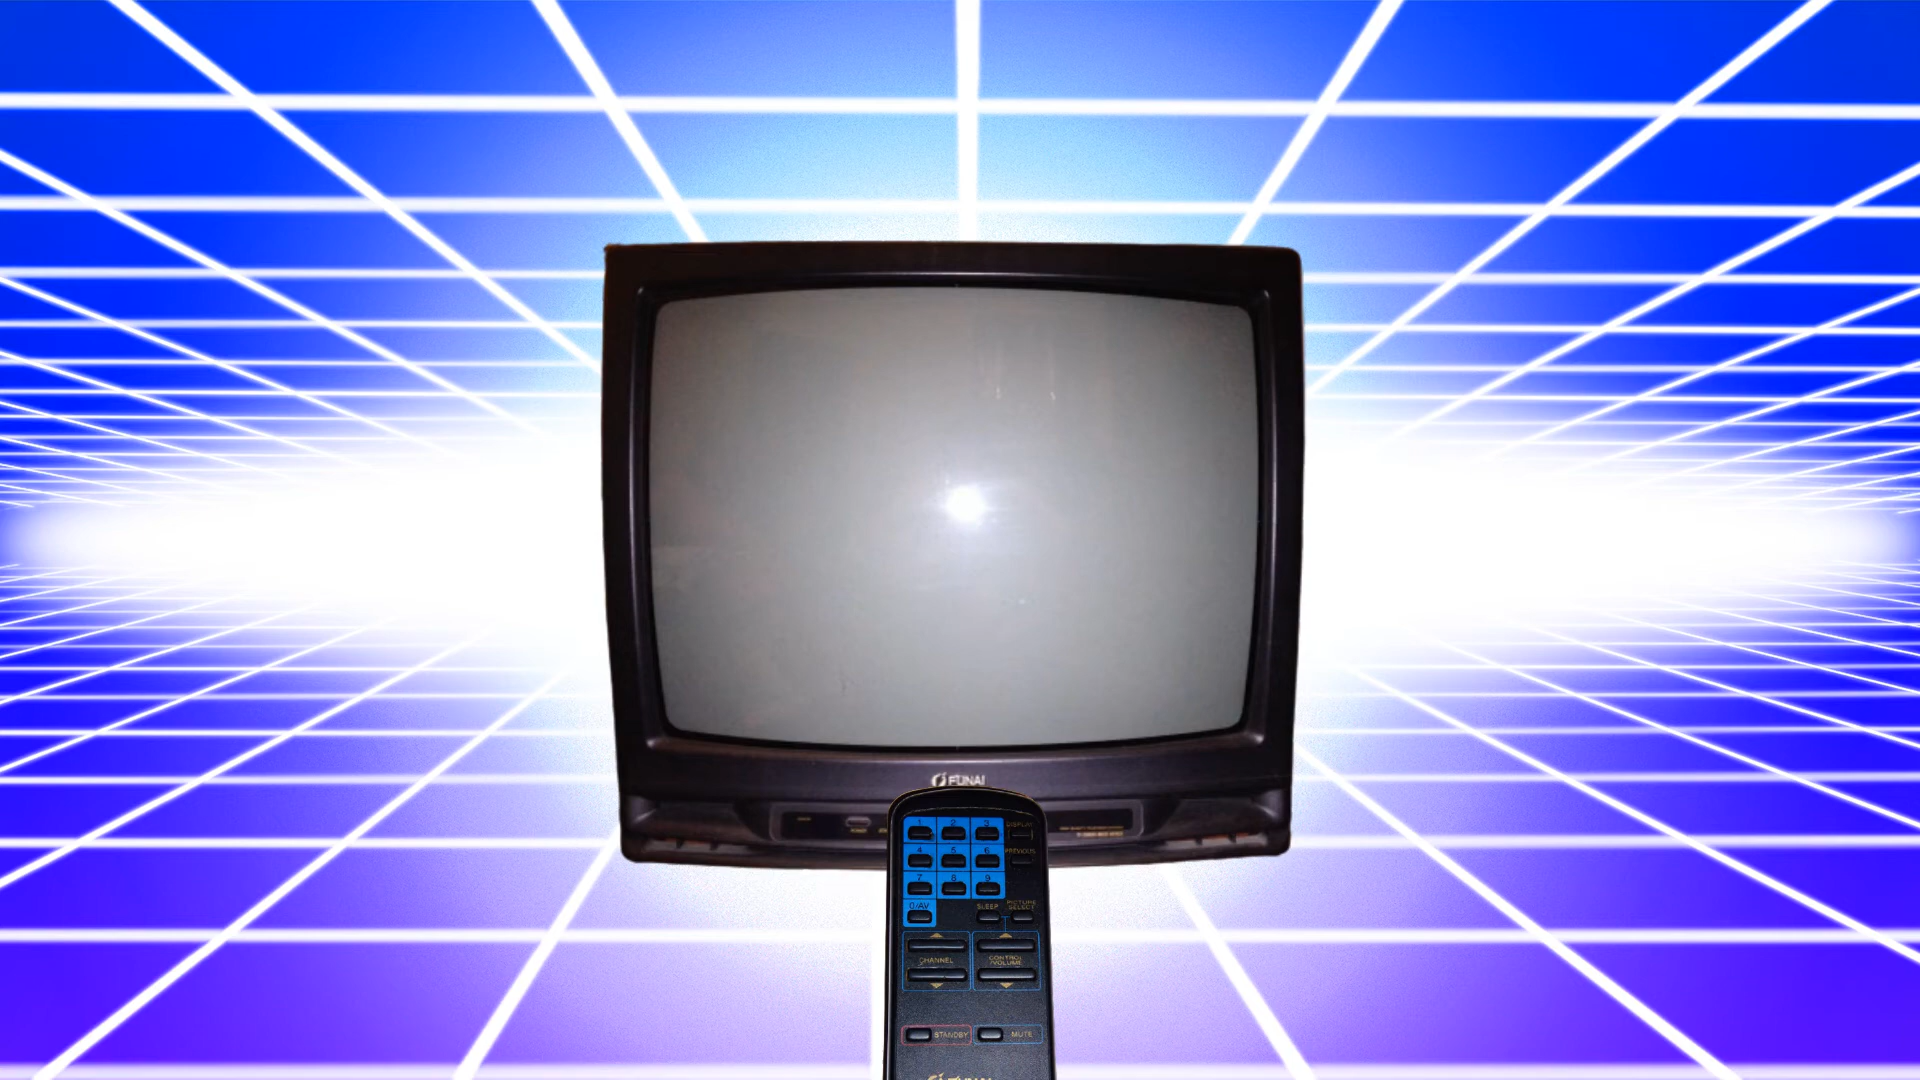 FUNAI
POWER
1 2 3 DISPLAY
4 5 6 PREVIOUS
7 8 9
0/AV SLEEP PICTURE
SELECT
CHANNEL CONTROL
/VOLUME
STANDBY MUTE